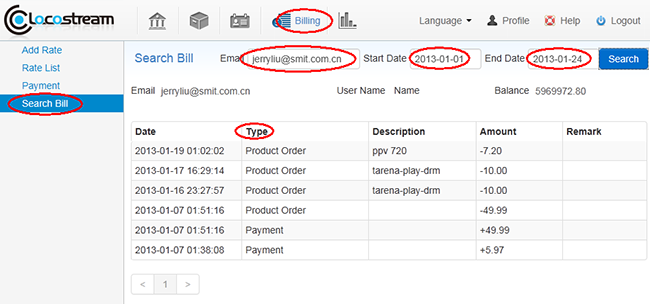 Locostream
Billing
Language
Profile
Help
Logout
Add Rate
Rate List
Payment
Search Bill
Search Bill Email jerryliu@smit.com.cn Start Date 2013-01-01 End Date 2013-01-24 Search
Email jerryliu@smit.com.cn User Name Name Balance 5969972.80
Date Type Description Amount Remark
2013-01-19 01:02:02 Product Order ppv 720 -7.20
2013-01-17 16:29:14 Product Order tarena-play-drm -10.00
2013-01-16 23:27:57 Product Order tarena-play-drm -10.00
2013-01-07 01:51:16 Product Order -49.99
2013-01-07 01:51:16 Payment +49.99
2013-01-07 01:38:08 Payment +5.97
< 1 >